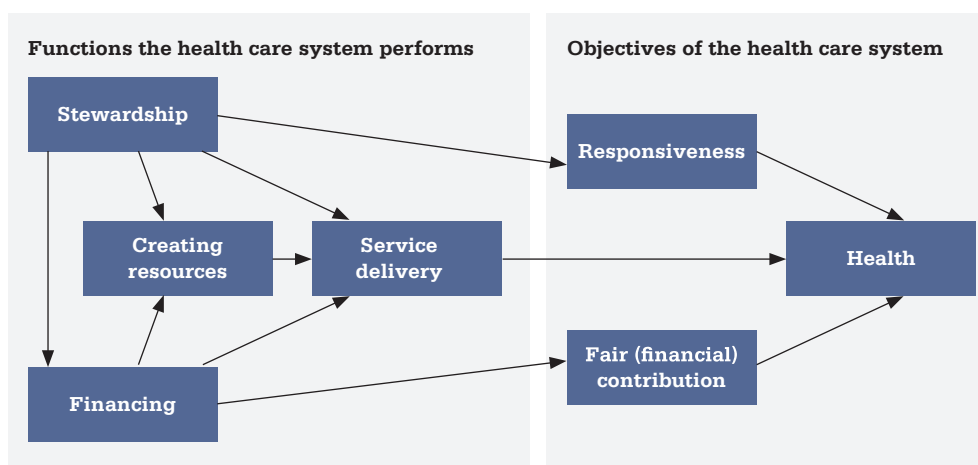 Functions the health care system performs
Objectives of the health care system
Stewardship
Responsiveness
Creating
resources
Service
delivery
Health
Fair (financial)
contribution
Financing